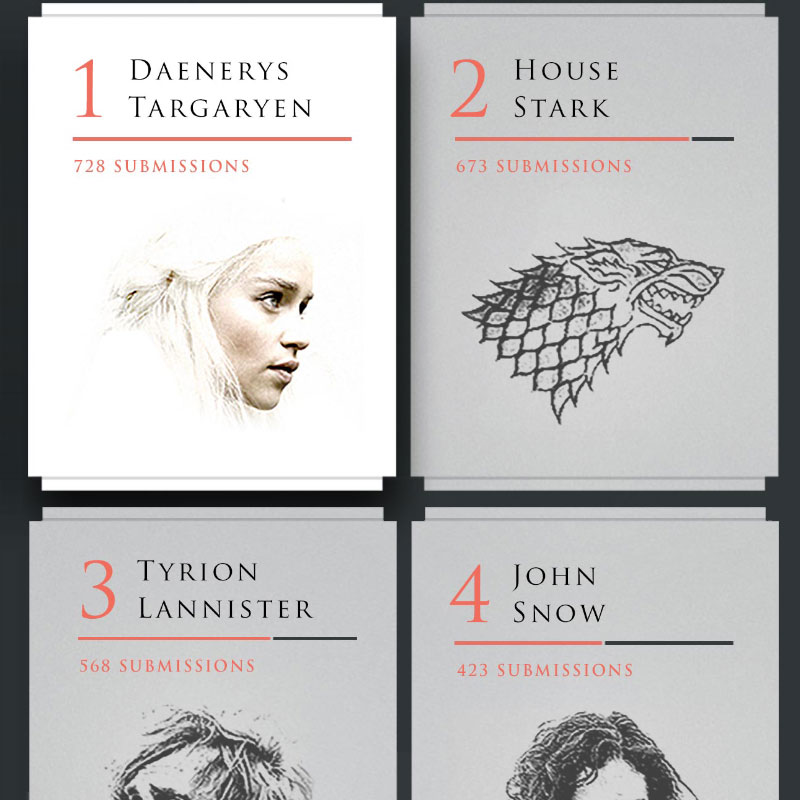 1
Daenerys
Targaryen
728 SUBMISSIONS
2
House
Stark
673 SUBMISSIONS
3
Tyrion
Lannister
568 SUBMISSIONS
4
John
Snow
423 SUBMISSIONS